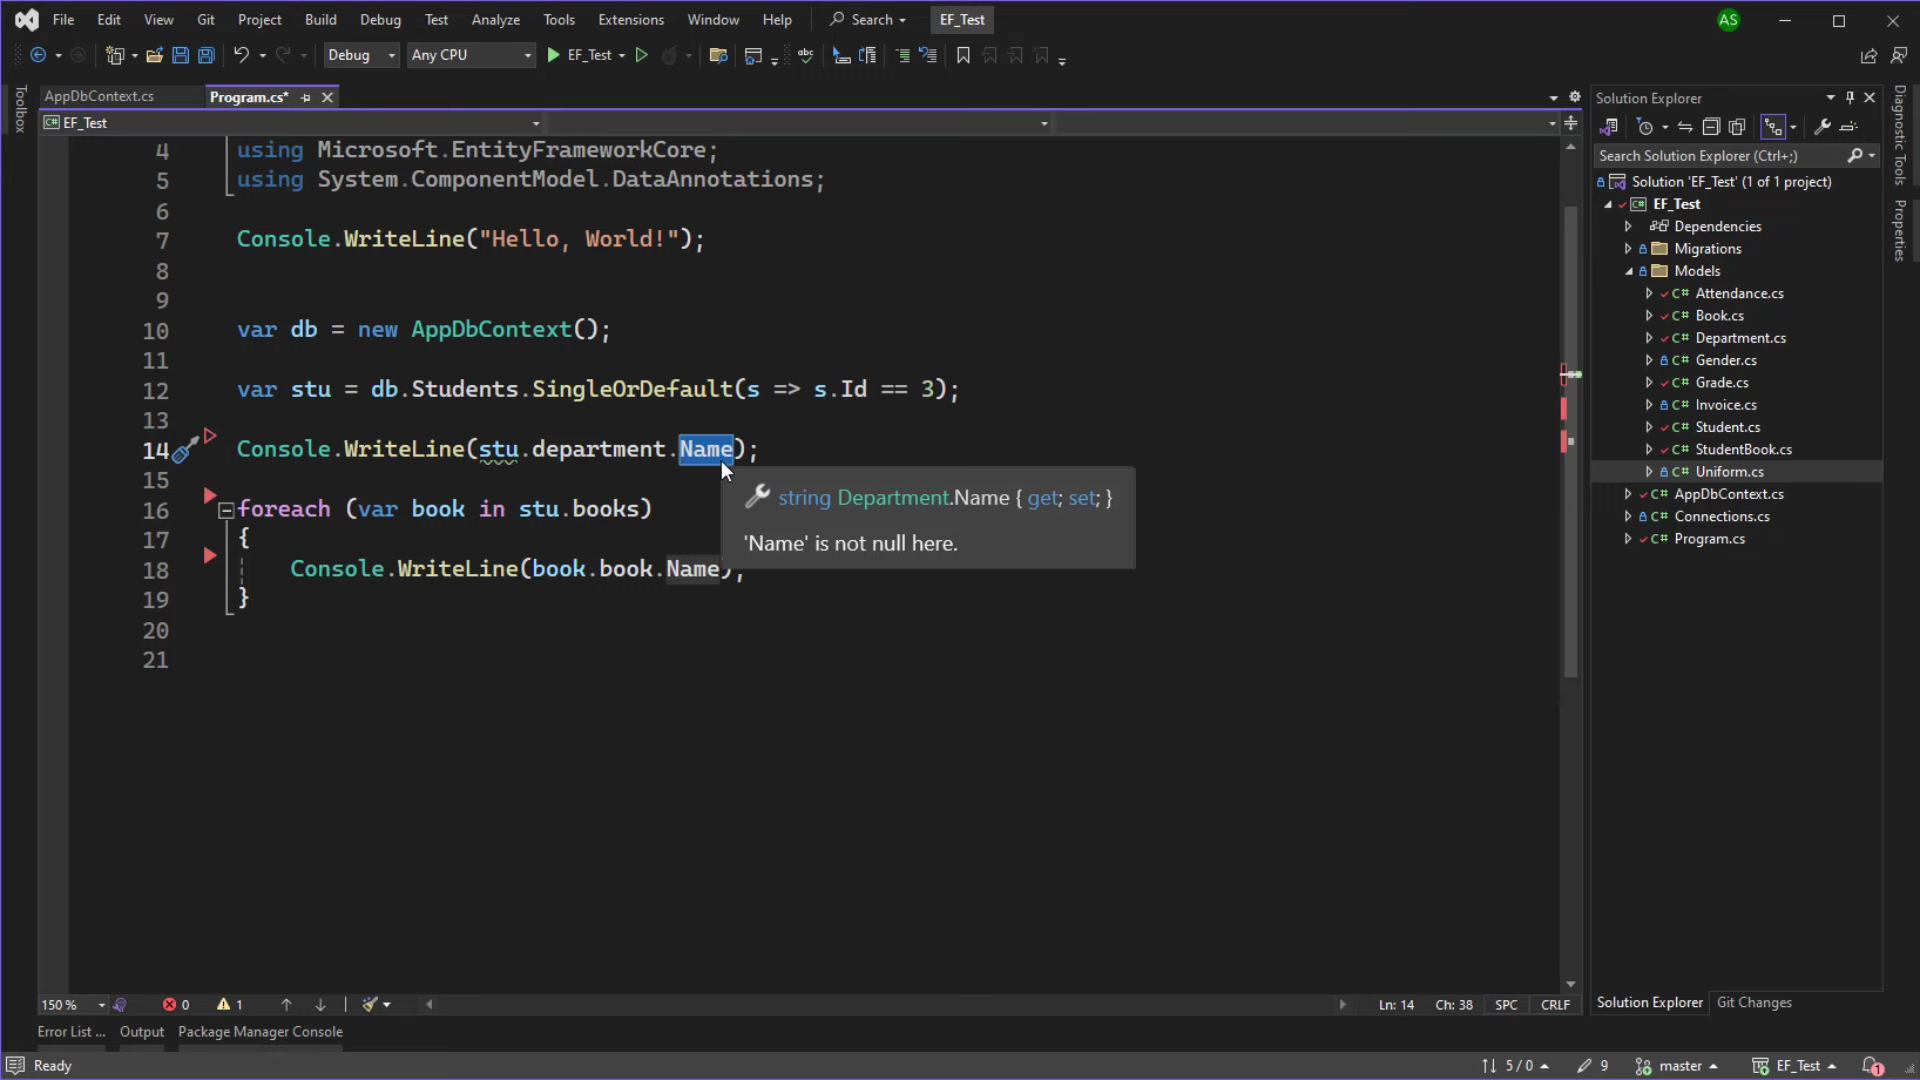 File Edit View Git Project Build Debug Test Analyze Tools Extensions Window Help Search EF_Test AS
Debug Any CPU EF_Test
AppDbContext.cs Program.cs*
EF_Test
4 using Microsoft.EntityFrameworkCore;
5 using System.ComponentModel.DataAnnotations;
6
7 Console.WriteLine("Hello, World!");
8
9
10 var db = new AppDbContext();
11
12 var stu = db.Students.SingleOrDefault(s => s.Id == 3);
13
14 Console.WriteLine(stu.department.Name);
15
string Department.Name { get; set; }
16 foreach (var book in stu.books)
17 {
'Name' is not null here.
18 Console.WriteLine(book.book.Name);
19 }
20
21
150 % 0 1 Ln: 14 Ch: 38 SPC CRLF
Error List ... Output Package Manager Console
Ready 5 / 0 9 master EF_Test 1
Toolbox
Solution Explorer
Search Solution Explorer (Ctrl+;)
Solution 'EF_Test' (1 of 1 project)
C# EF_Test
Dependencies
Migrations
Models
C# Attendance.cs
C# Book.cs
C# Department.cs
C# Gender.cs
C# Grade.cs
C# Invoice.cs
C# Student.cs
C# StudentBook.cs
C# Uniform.cs
C# AppDbContext.cs
C# Connections.cs
C# Program.cs
Solution Explorer Git Changes
Diagnostic Tools
Properties